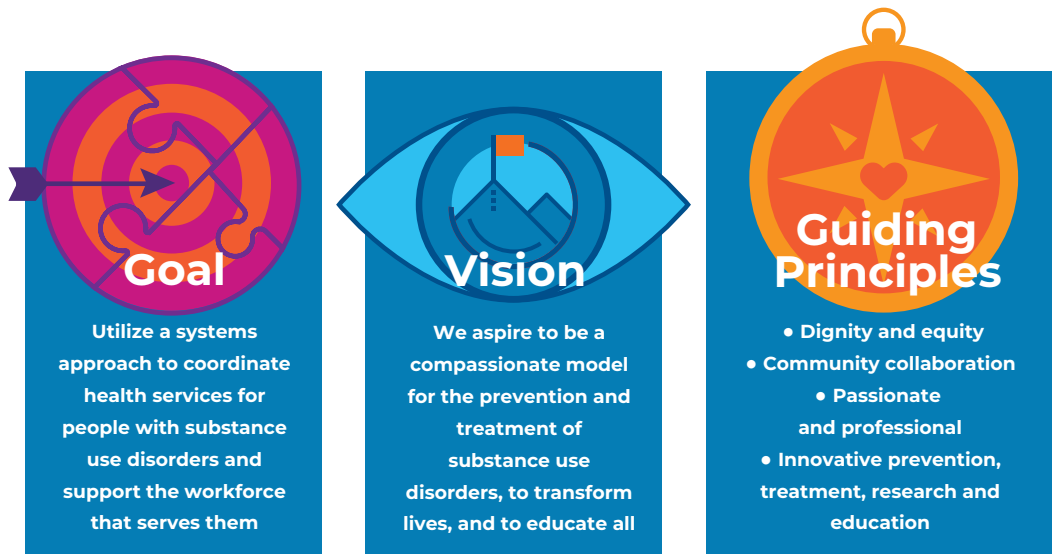 Goal
Utilize a systems
approach to coordinate
health services for
people with substance
use disorders and
support the workforce
that serves them
Vision
We aspire to be a
compassionate model
for the prevention and
treatment of
substance use
disorders, to transform
lives, and to educate all
Guiding
Principles
● Dignity and equity
● Community collaboration
● Passionate
and professional
● Innovative prevention,
treatment, research and
education